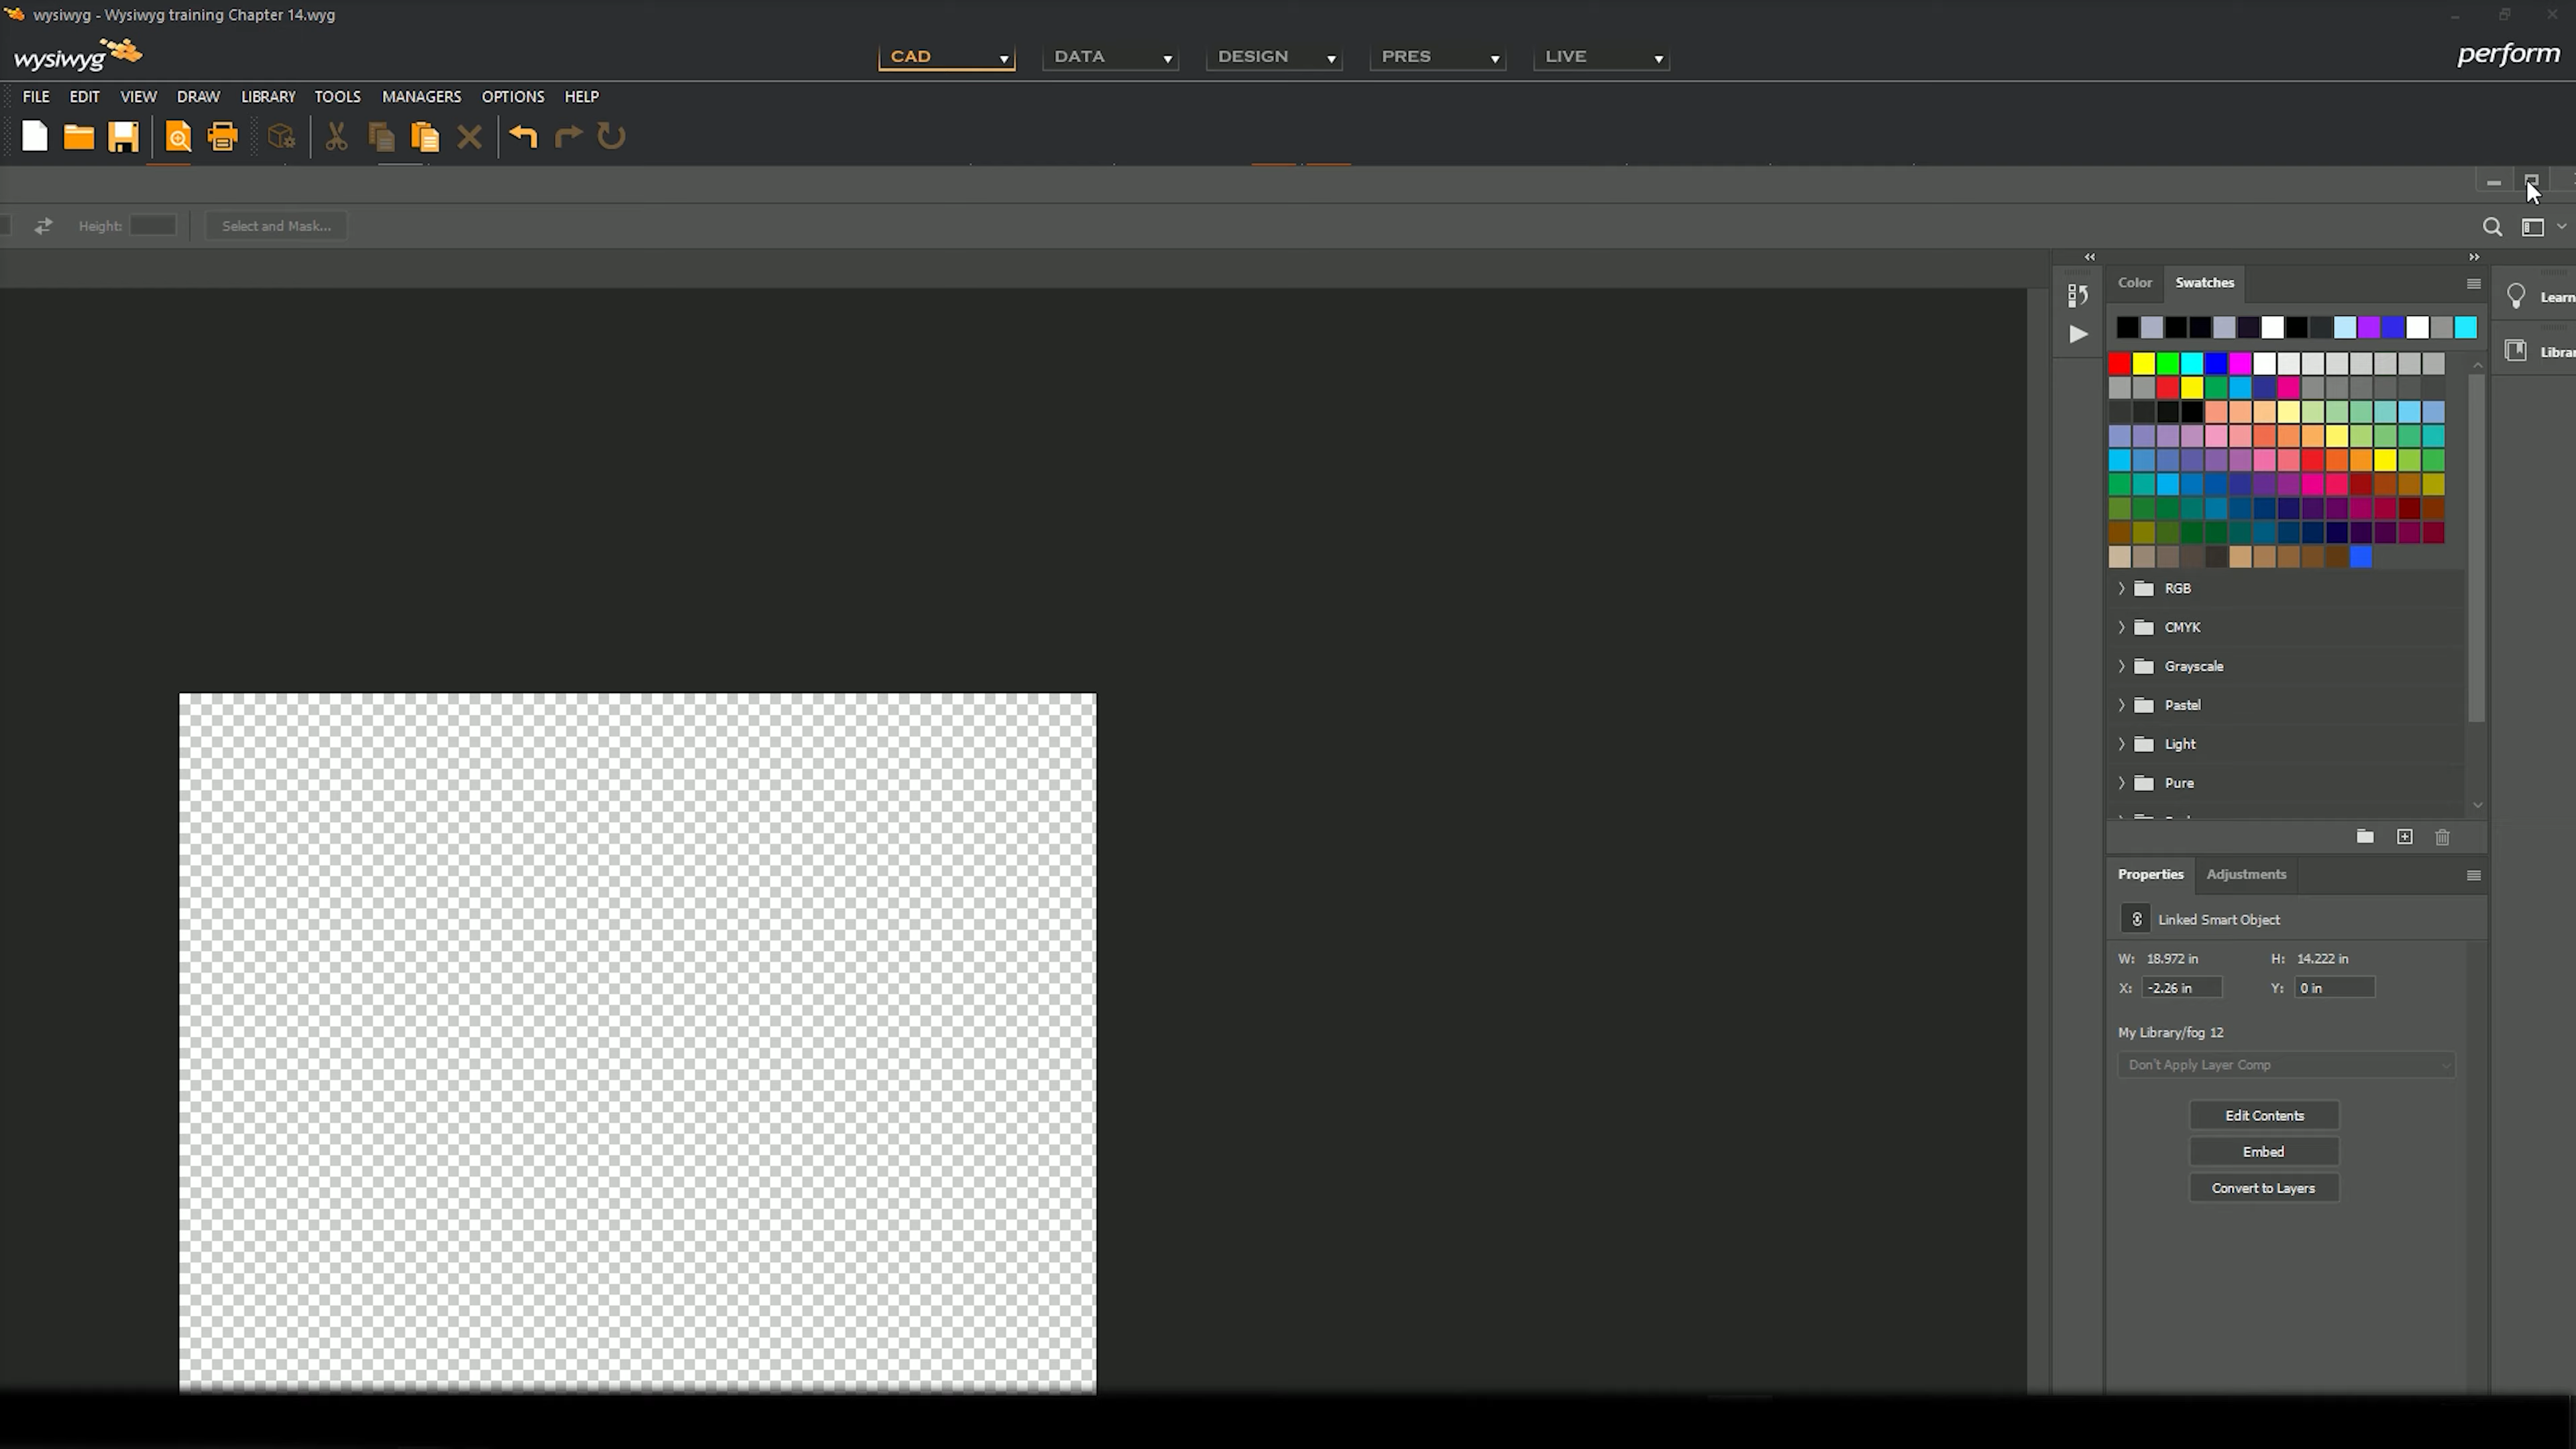 wysiwyg - Wysiwyg training Chapter 14.wyg
wysiwyg
CAD DATA DESIGN PRES LIVE
perform
FILE EDIT VIEW DRAW LIBRARY TOOLS MANAGERS OPTIONS HELP
Height: Select and Mask...
Color Swatches
Learn
Librar
RGB
CMYK
Grayscale
Pastel
Light
Pure
Properties Adjustments
Linked Smart Object
W: 18.972 in H: 14.222 in
X: -2.26 in Y: 0 in
My Library/fog 12
Don't Apply Layer Comp
Edit Contents
Embed
Convert to Layers